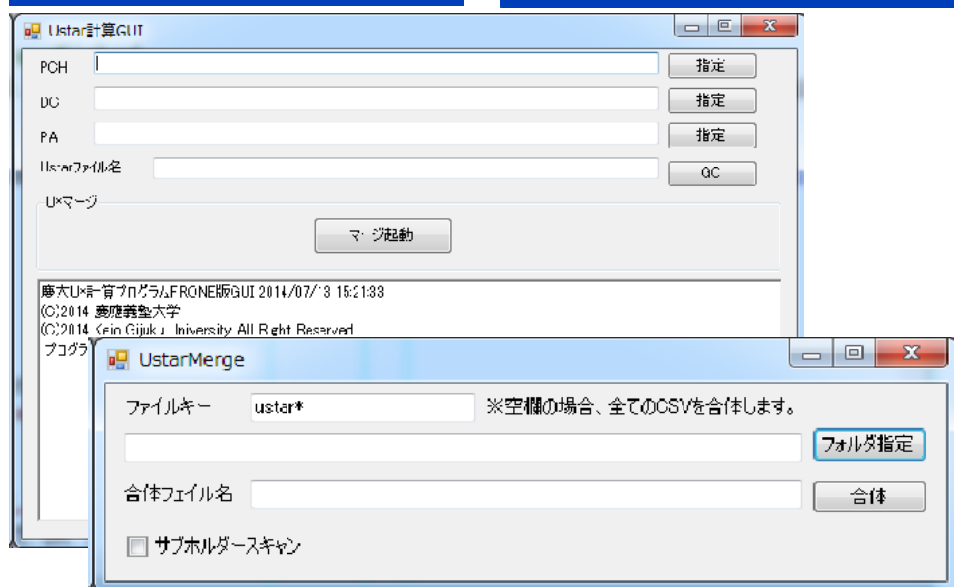 Ustar計算GUI
PCH 指定
DC 指定
PA 指定
Ustarファイル名 QC
U*マージ
マージ起動
慶大U*計算プログラムFRONE版GUI 2014/07/13 15:21:33
(C)2014 慶應義塾大学
(C)2014 Keio Gijuku University All Right Reserved
プログラ
UstarMerge
ファイルキー ustar* ※空欄の場合、全てのCSVを合体します。
フォルダ指定
合体ファイル名 合体
サブホルダースキャン